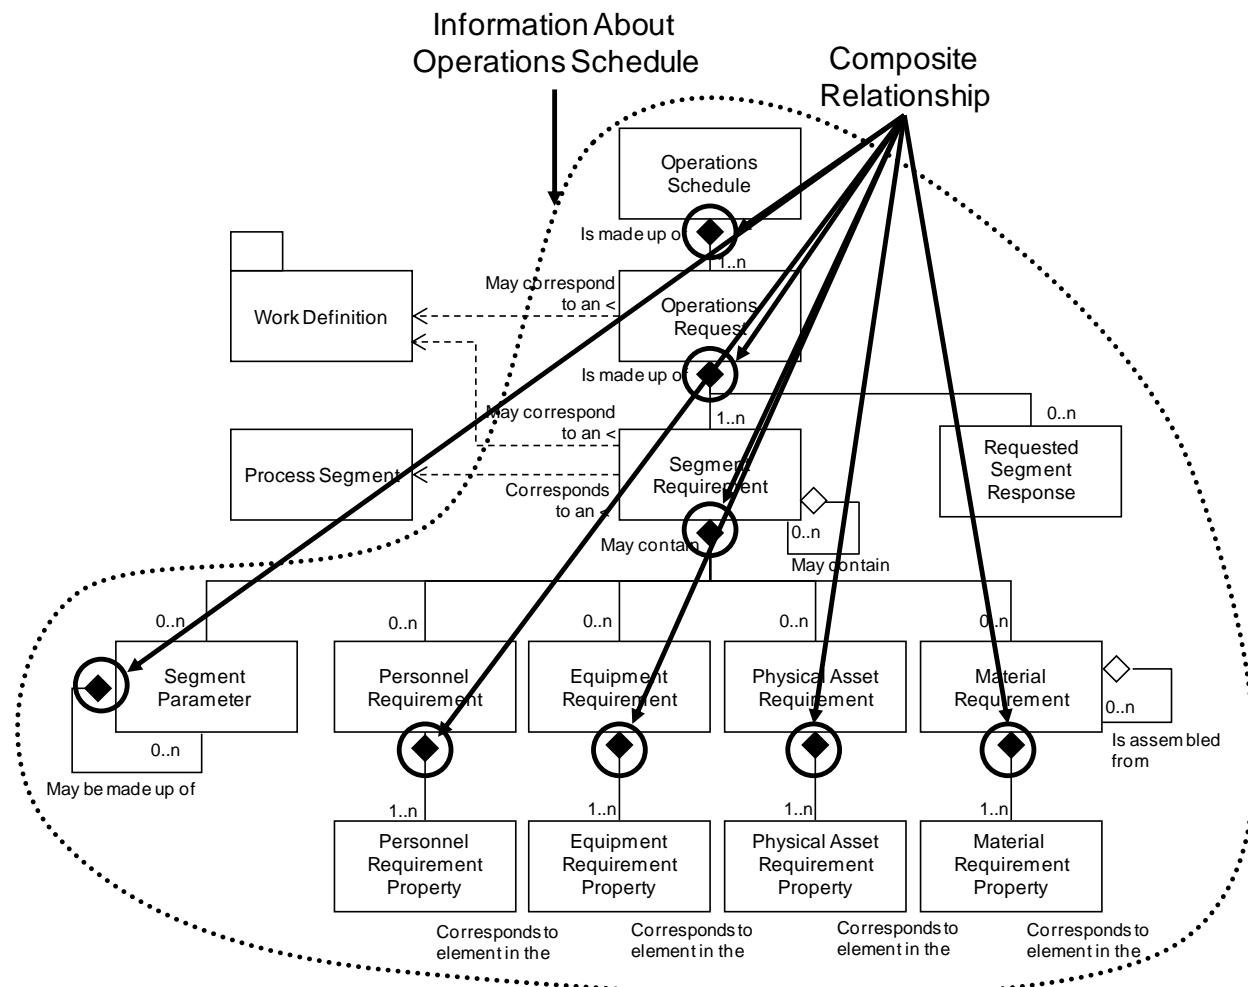 Information About
Operations Schedule
Composite
Relationship
Operations
Schedule
Is made up of
1..n
May correspond
to an <
Work Definition
Operations
Request
Is made up of
1..n
0..n
May correspond
to an <
Process Segment
Segment
Requirement
Requested
Segment
Response
Corresponds
to an <
May contain
0..n
May contain
0..n
0..n
0..n
0..n
0..n
Segment
Parameter
Personnel
Requirement
Equipment
Requirement
Physical Asset
Requirement
Material
Requirement
0..n
0..n
Is assembled
from
May be made up of
1..n
1..n
1..n
1..n
Personnel
Requirement
Property
Equipment
Requirement
Property
Physical Asset
Requirement
Property
Material
Requirement
Property
Corresponds to
element in the
Corresponds to
element in the
Corresponds to
element in the
Corresponds to
element in the